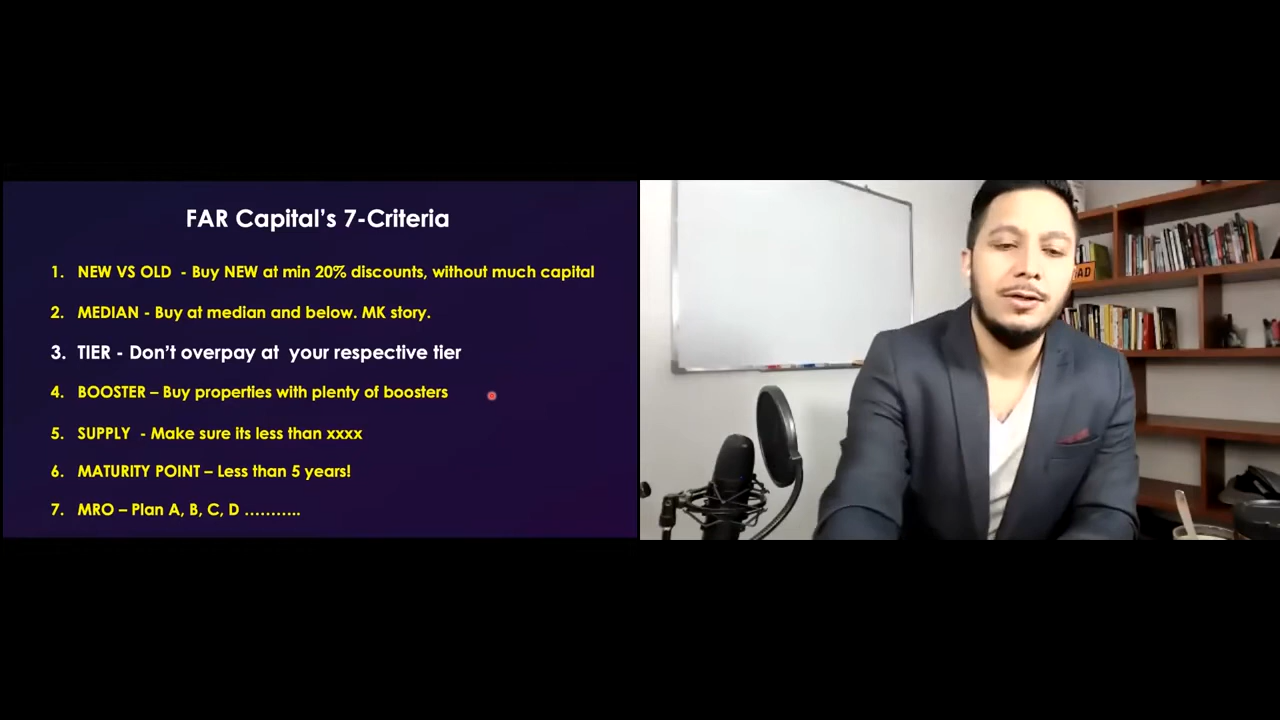 FAR Capital's 7-Criteria
1. NEW VS OLD - Buy NEW at min 20% discounts, without much capital
2. MEDIAN - Buy at median and below. MK story.
3. TIER - Don't overpay at your respective tier
4. BOOSTER – Buy properties with plenty of boosters
5. SUPPLY - Make sure its less than xxxx
6. MATURITY POINT – Less than 5 years!
7. MRO – Plan A, B, C, D ………..